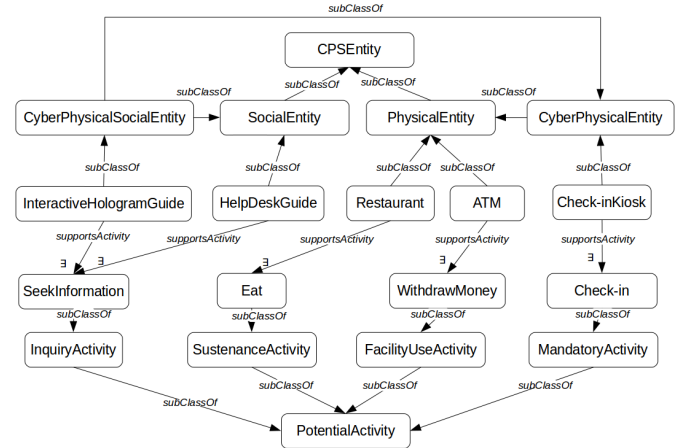 subClassOf
CPSEntity
subClassOf
subClassOf
CyberPhysicalSocialEntity
subClassOf
SocialEntity
PhysicalEntity
subClassOf
CyberPhysicalEntity
subClassOf
subClassOf
subClassOf
subClassOf
subClassOf
InteractiveHologramGuide
HelpDeskGuide
Restaurant
ATM
Check-inKiosk
supportsActivity
supportsActivity
supportsActivity
supportsActivity
supportsActivity
∃
∃
∃
∃
∃
SeekInformation
Eat
WithdrawMoney
Check-in
subClassOf
subClassOf
subClassOf
subClassOf
InquiryActivity
SustenanceActivity
FacilityUseActivity
MandatoryActivity
subClassOf
subClassOf
subClassOf
subClassOf
PotentialActivity